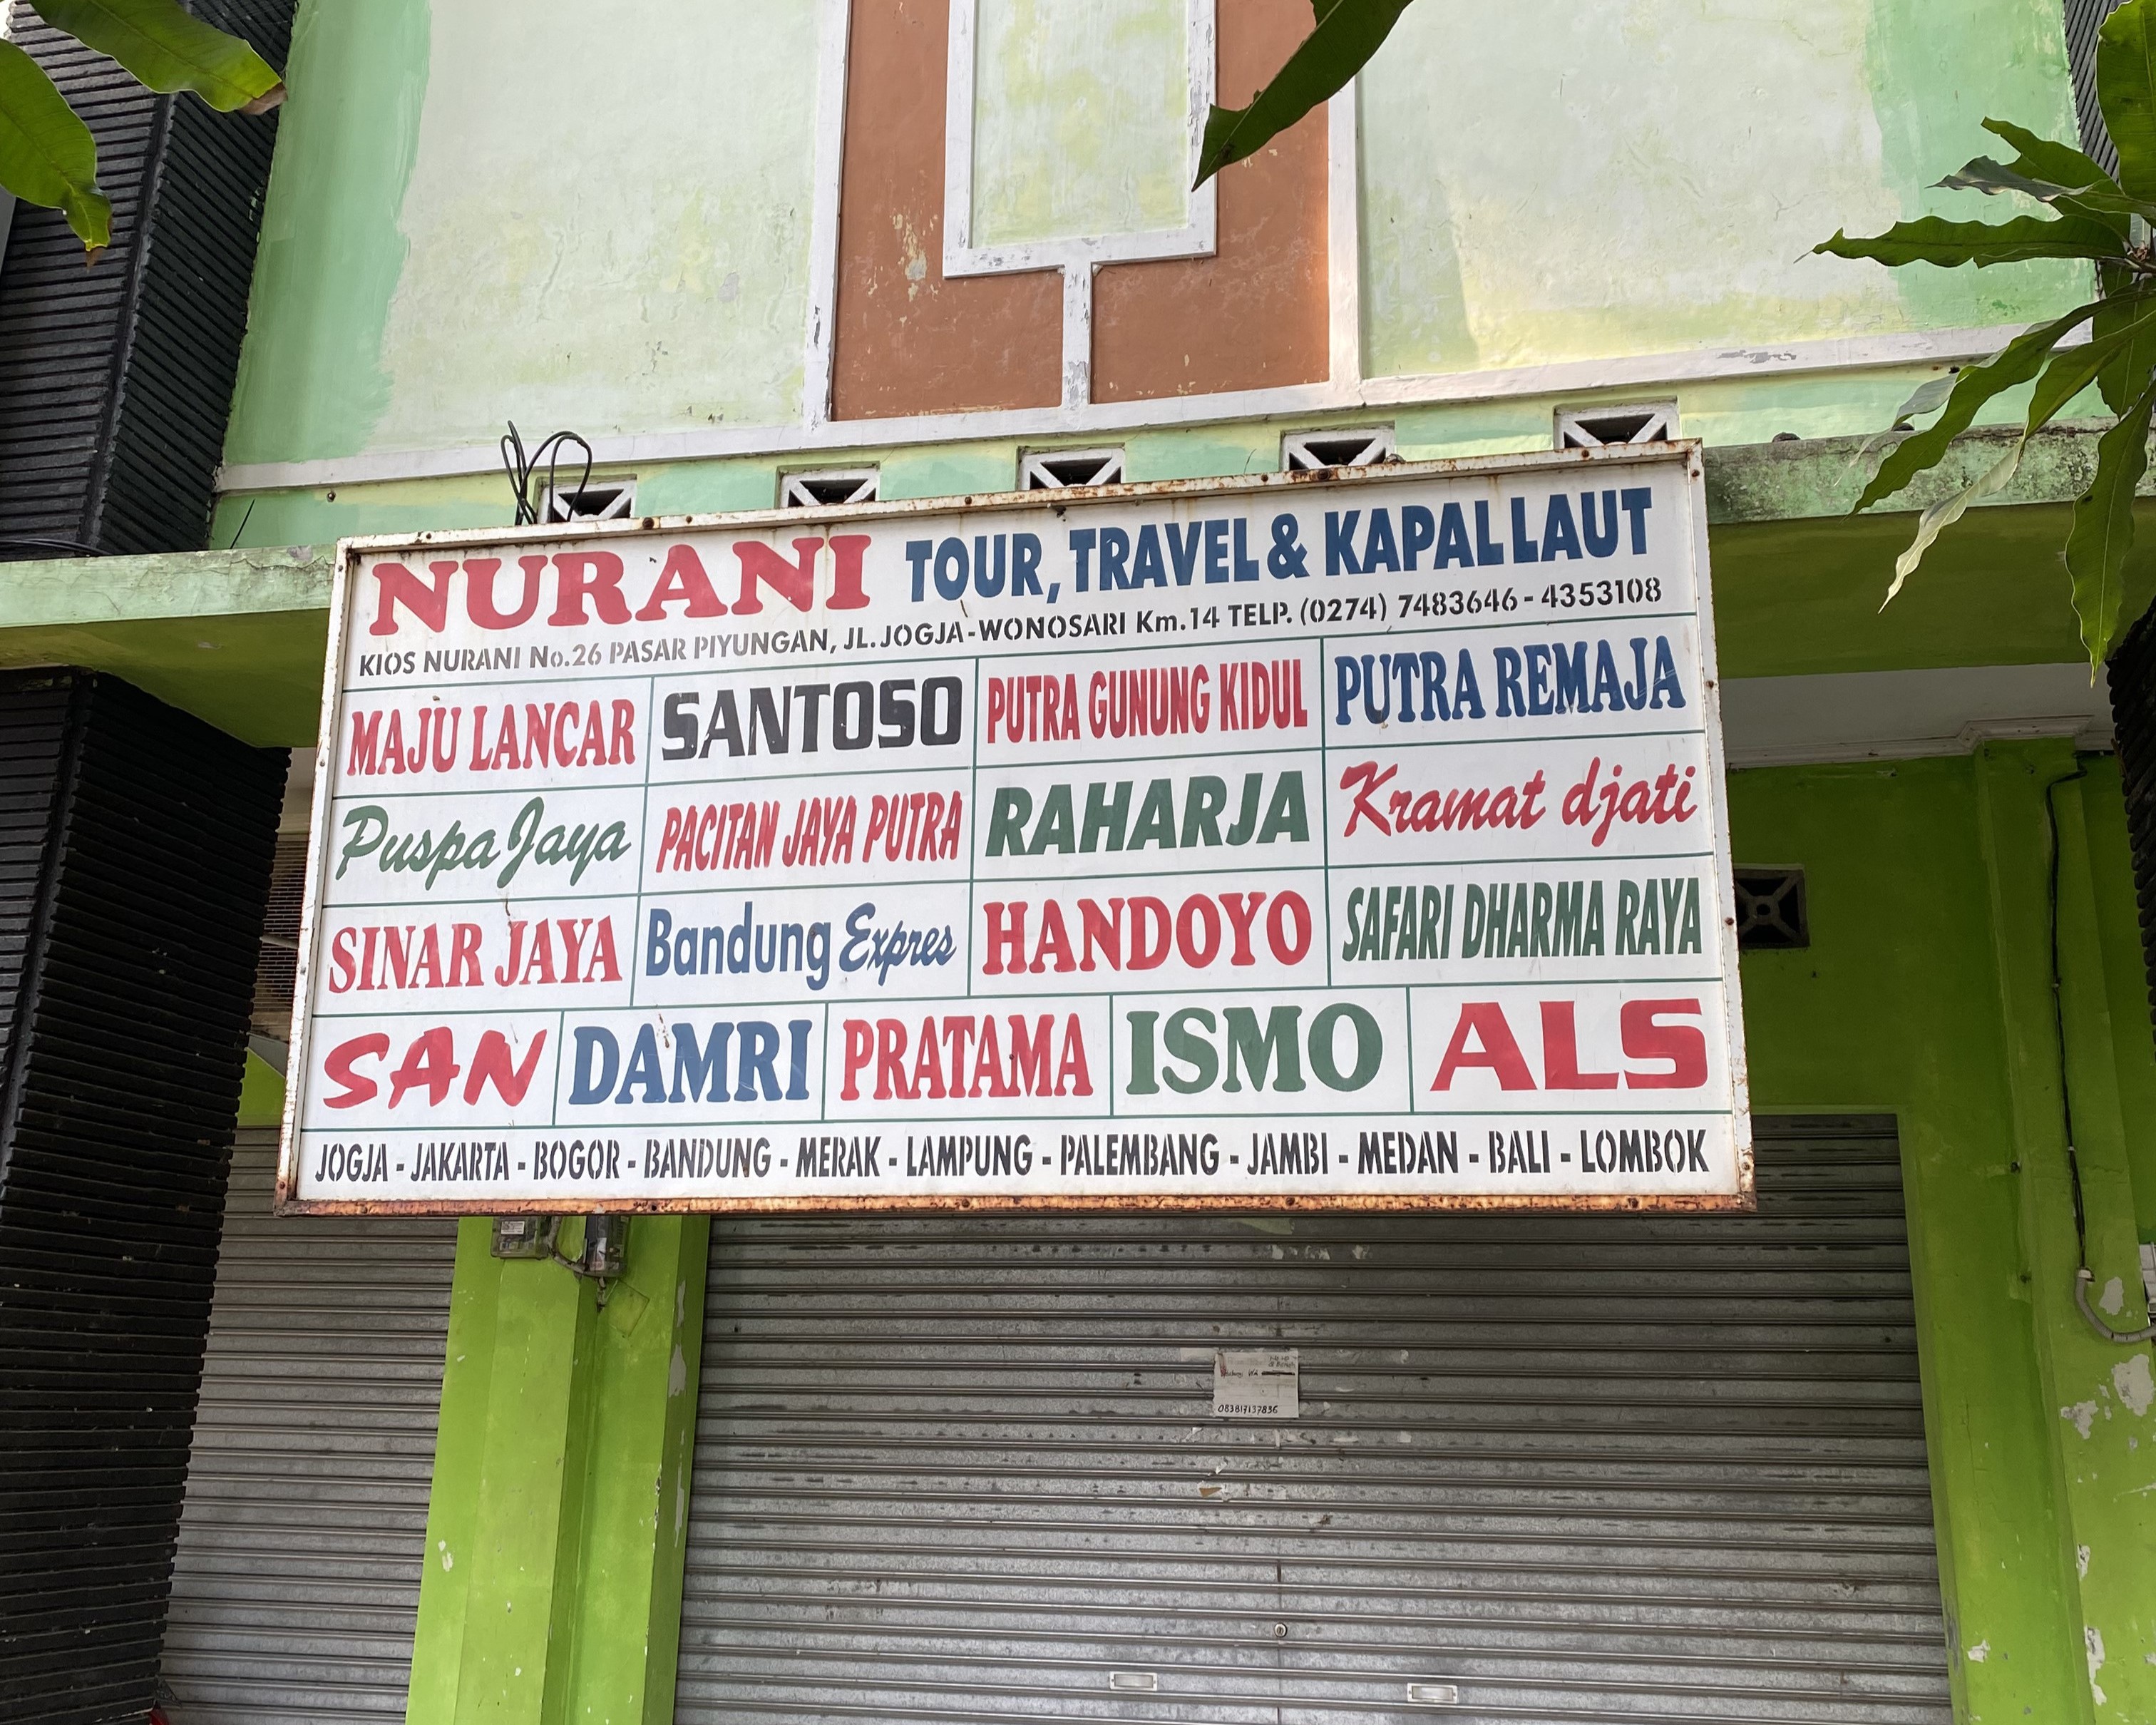 NURANI TOUR, TRAVEL & KAPAL LAUT
KIOS NURANI No.26 PASAR PIYUNGAN, JL. JOGJA-WONOSARI Km.14 TELP. (0274) 7483646 - 4353108
MAJU LANCAR SANTOSO PUTRA GUNUNG KIDUL PUTRA REMAJA
Puspa Jaya PACITAN JAYA PUTRA RAHARJA Kramat djati
SINAR JAYA Bandung Expres HANDOYO SAFARI DHARMA RAYA
SAN DAMRI PRATAMA ISMO ALS
JOGJA - JAKARTA - BOGOR - BANDUNG - MERAK - LAMPUNG - PALEMBANG - JAMBI - MEDAN - BALI - LOMBOK